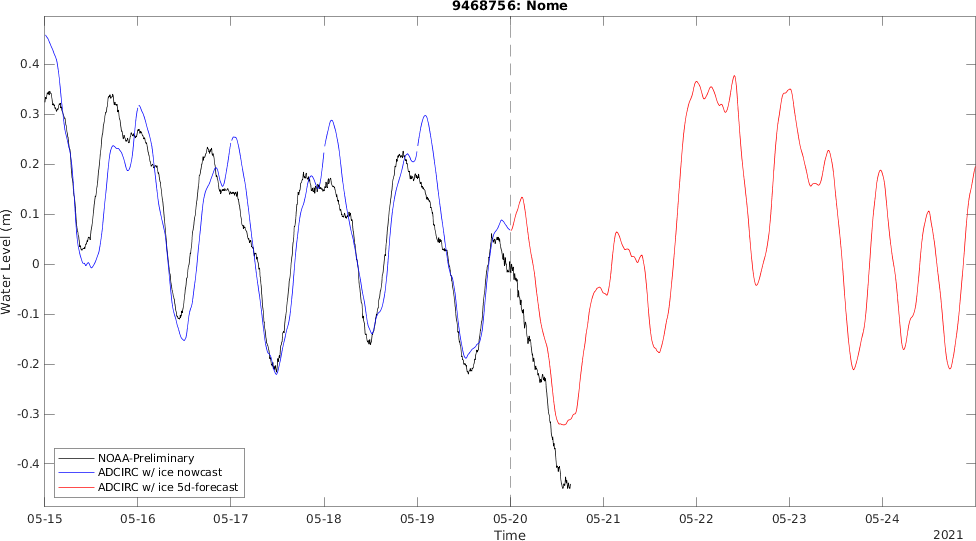 9468756: Nome
Water Level (m)
0.4
0.3
0.2
0.1
0
-0.1
-0.2
-0.3
-0.4
NOAA-Preliminary
ADCIRC w/ ice nowcast
ADCIRC w/ ice 5d-forecast
05-15 05-16 05-17 05-18 05-19 05-20 05-21 05-22 05-23 05-24
Time
2021